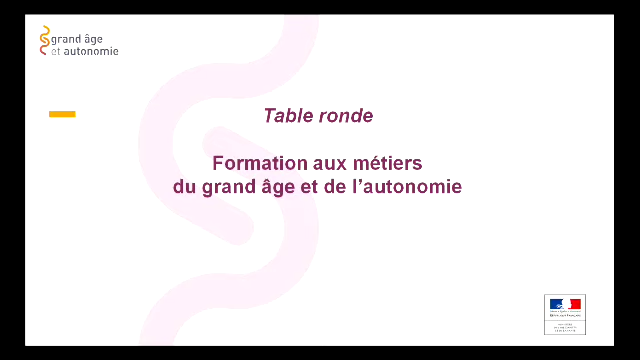 grand âge
et autonomie
Table ronde
Formation aux métiers
du grand âge et de l’autonomie